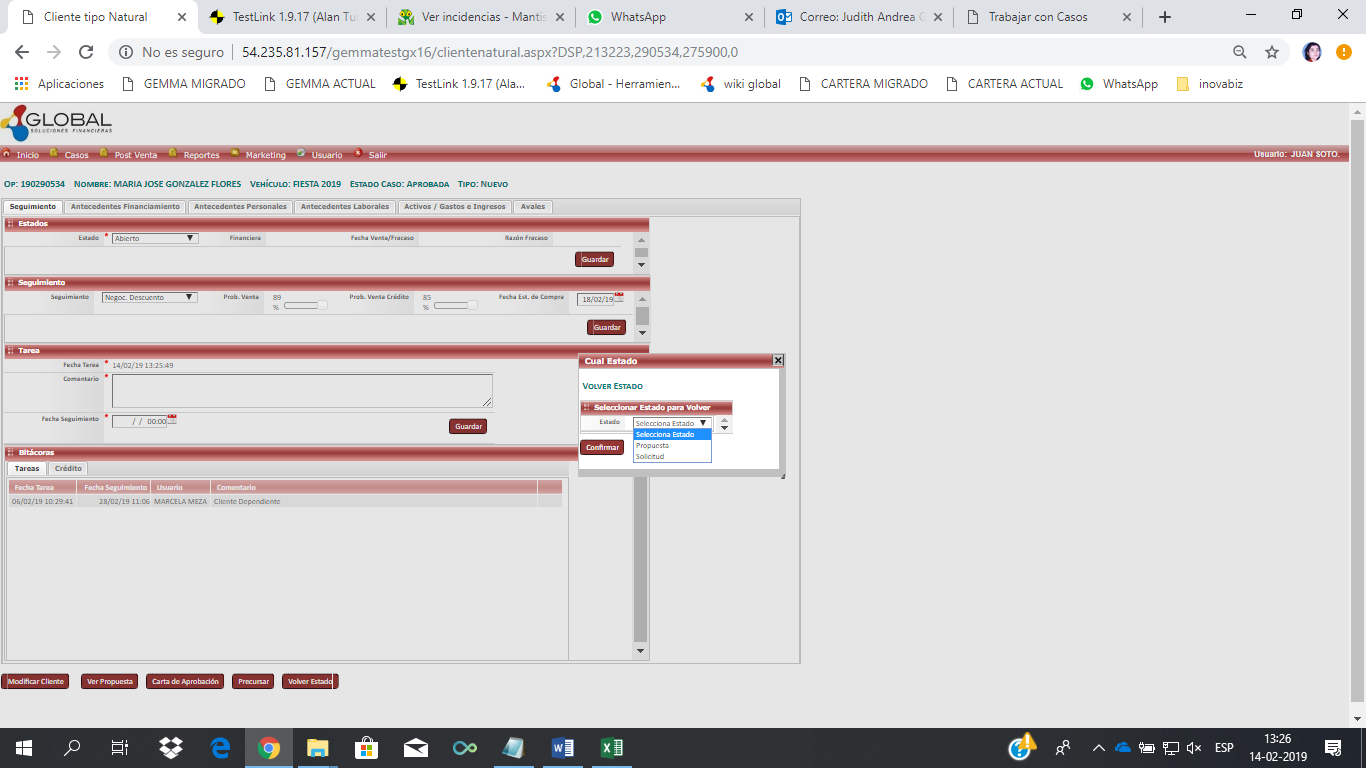 Cliente tipo Natural
TestLink 1.9.17 (Alan Tu
Ver incidencias - Mantis
WhatsApp
Correo: Judith Andrea G
Trabajar con Casos
No es seguro | 54.235.81.157/gemmatestgx16/clientenatural.aspx?DSP,213223,290534,275900,0
Aplicaciones GEMMA MIGRADO GEMMA ACTUAL TestLink 1.9.17 (Ala... Global - Herramien... wiki global CARTERA MIGRADO CARTERA ACTUAL WhatsApp inovabiz
GLOBAL
SOLUCIONES FINANCIERAS
Inicio Casos Post Venta Reportes Marketing Usuario Salir Usuario: JUAN SOTO.
Op: 190290534 Nombre: MARIA JOSE GONZALEZ FLORES Vehículo: FIESTA 2019 Estado Caso: Aprobada Tipo: Nuevo
Seguimiento Antecedentes Financiamiento Antecedentes Personales Antecedentes Laborales Activos / Gastos e Ingresos Avales
Estados
Estado * Abierto Financiera Fecha Venta/Fracaso Razón Fracaso
Guardar
Seguimiento
Seguimiento Negoc. Descuento Prob. Venta 89 % Prob. Venta Crédito 85 % Fecha Est. de Compra 18/02/19
Guardar
Tarea
Fecha Tarea * 14/02/19 13:25:49
Comentario *
Fecha Seguimiento * / / 00:00
Guardar
Cual Estado
Volver Estado
Seleccionar Estado para Volver
Estado Selecciona Estado
Selecciona Estado
Propuesta
Solicitud
Confirmar
Bitácoras
Tareas Crédito
Fecha Tarea Fecha Seguimiento Usuario Comentario
06/02/19 10:29:41 28/02/19 11:06 MARCELA MEZA Cliente Dependiente
Modificar Cliente Ver Propuesta Carta de Aprobación Precursar Volver Estado
ESP
13:26
14-02-2019